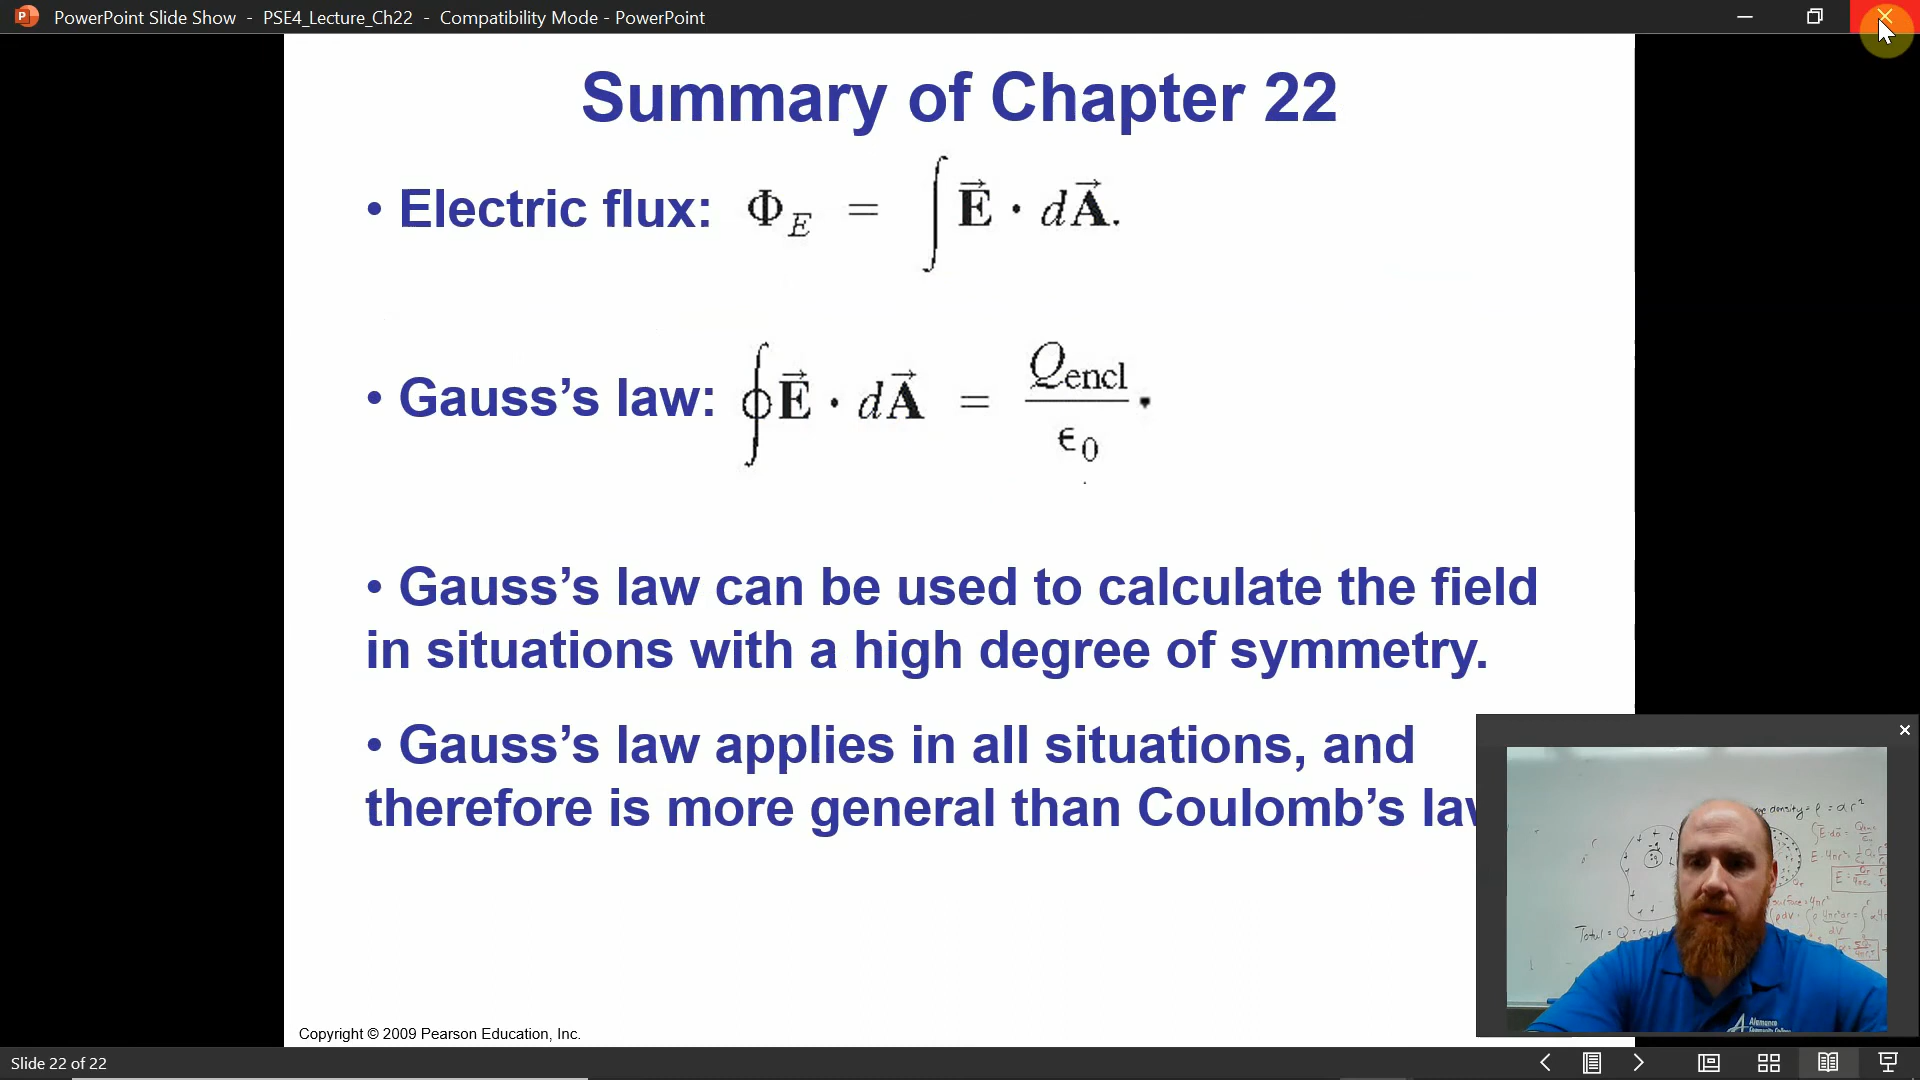 PowerPoint Slide Show - PSE4_Lecture_Ch22 - Compatibility Mode - PowerPoint
Summary of Chapter 22
• Electric flux: Φ_E = ∫ E⃗ · dA⃗.
• Gauss’s law: ∮ E⃗ · dA⃗ = Q_encl / ε_0 .
• Gauss’s law can be used to calculate the field
in situations with a high degree of symmetry.
• Gauss’s law applies in all situations, and
therefore is more general than Coulomb’s
density = ρ = αr²
Alamance
Copyright © 2009 Pearson Education, Inc.
Slide 22 of 22